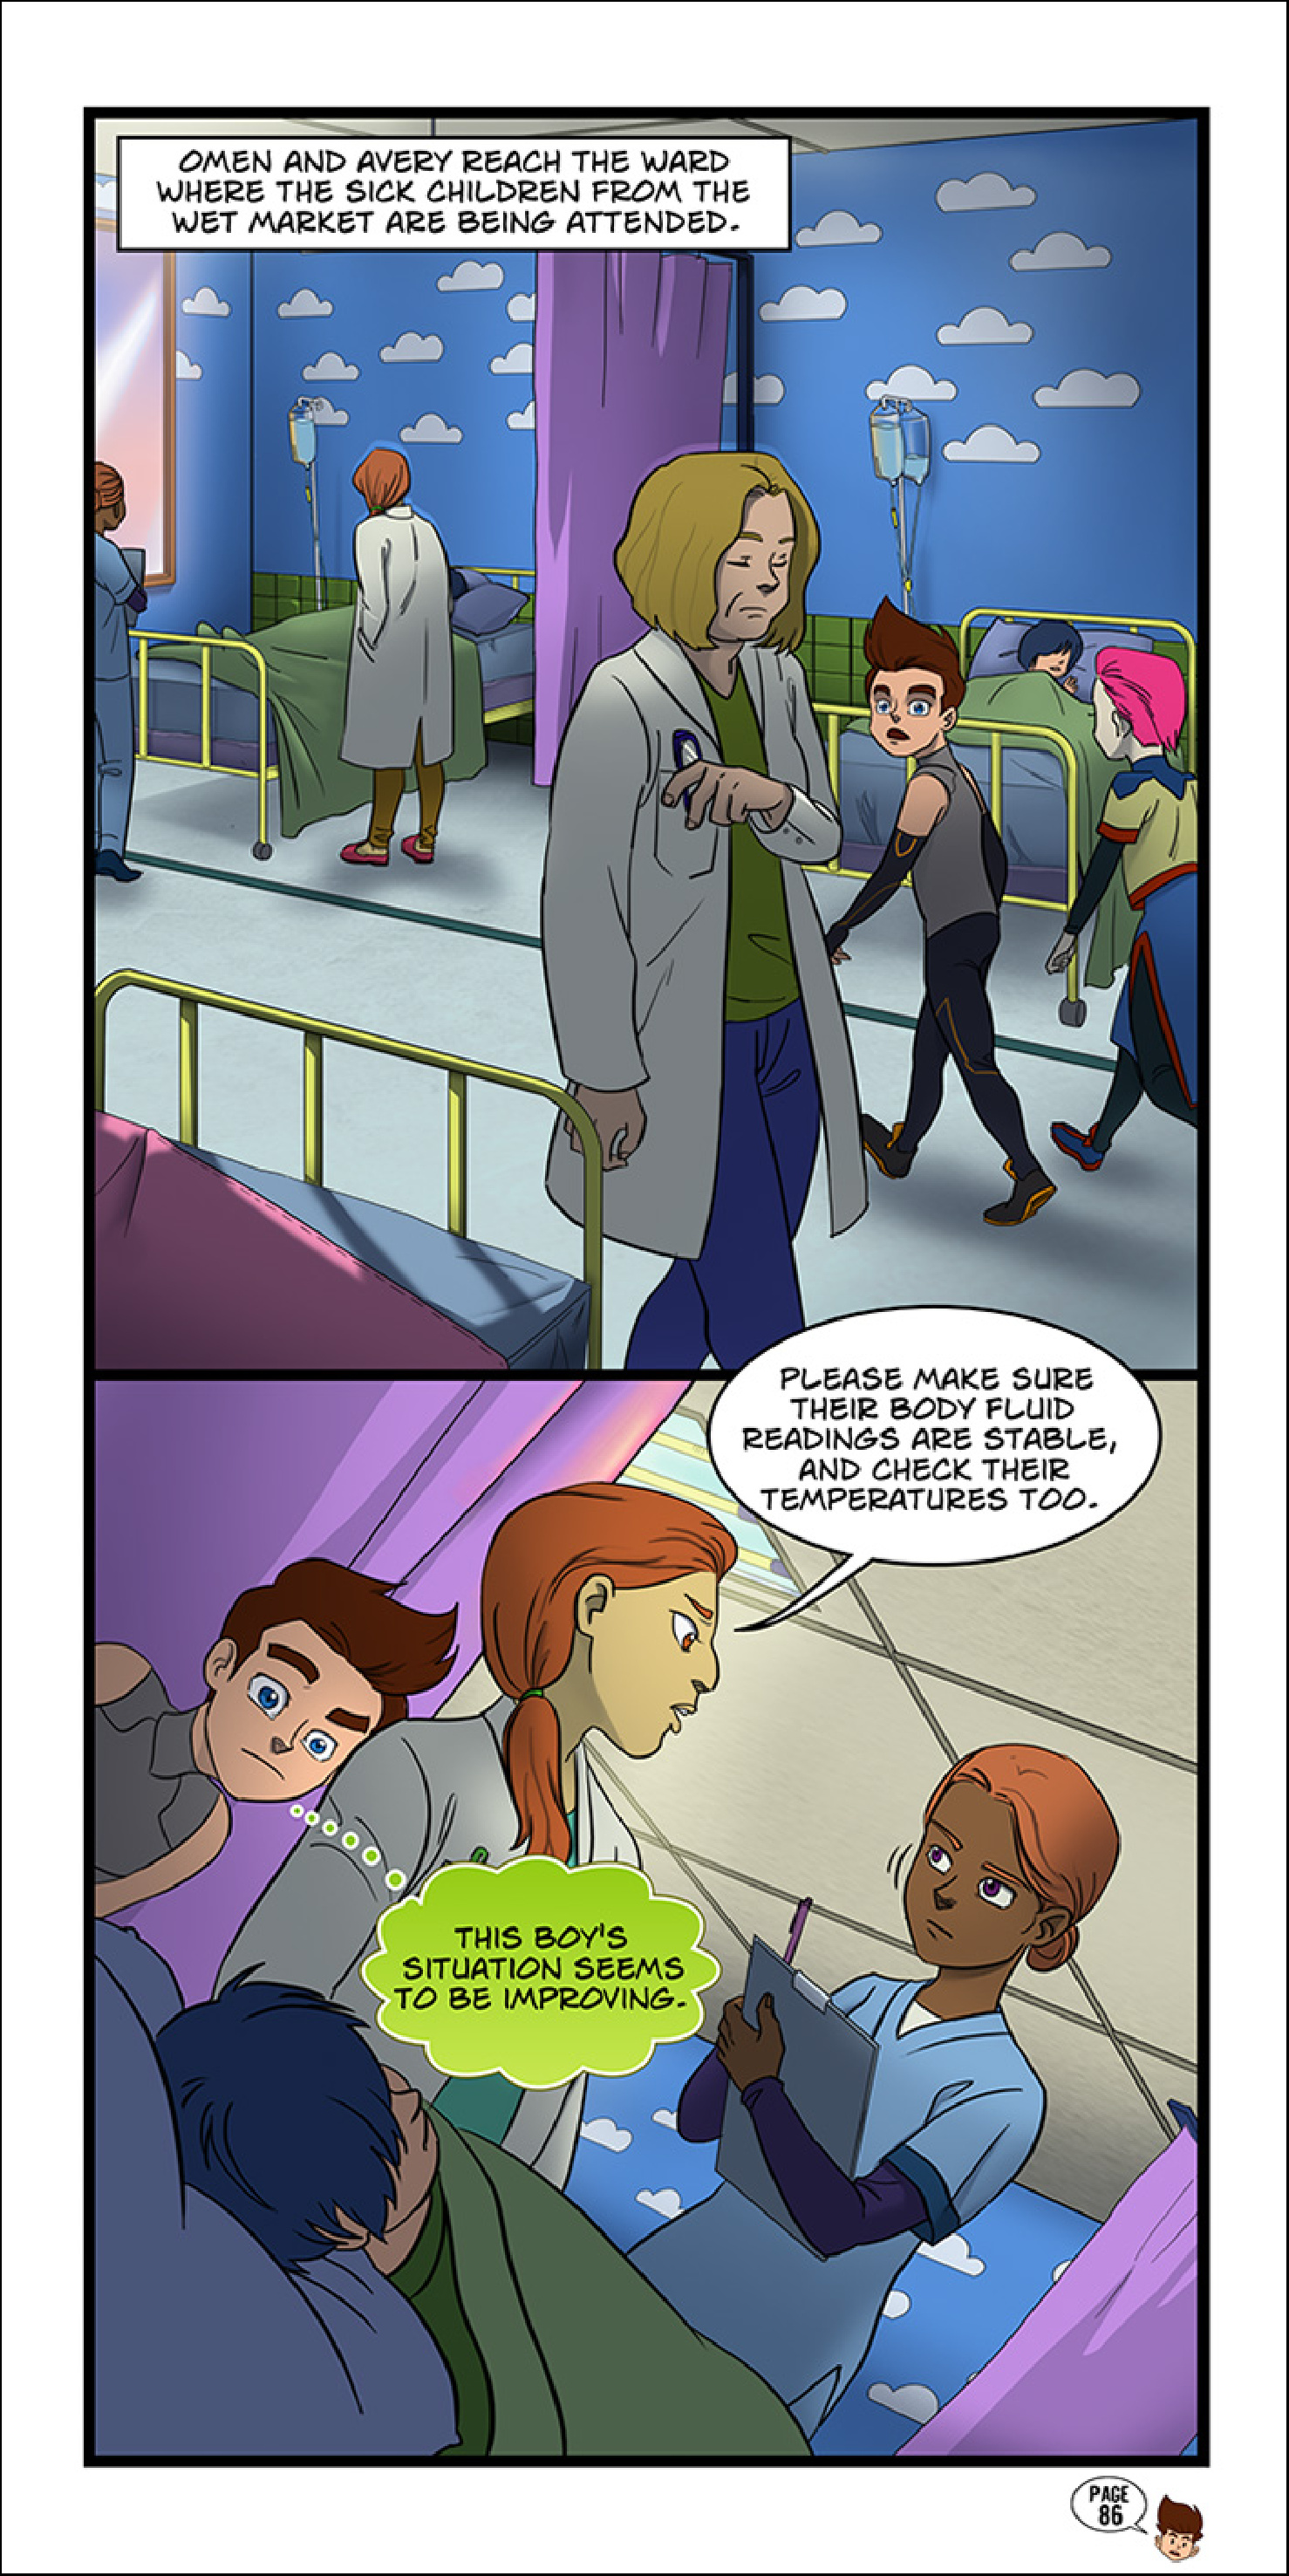 OMEN AND AVERY REACH THE WARD
WHERE THE SICK CHILDREN FROM THE
WET MARKET ARE BEING ATTENDED.
PLEASE MAKE SURE
THEIR BODY FLUID
READINGS ARE STABLE,
AND CHECK THEIR
TEMPERATURES TOO.
THIS BOY'S
SITUATION SEEMS
TO BE IMPROVING.
PAGE
86